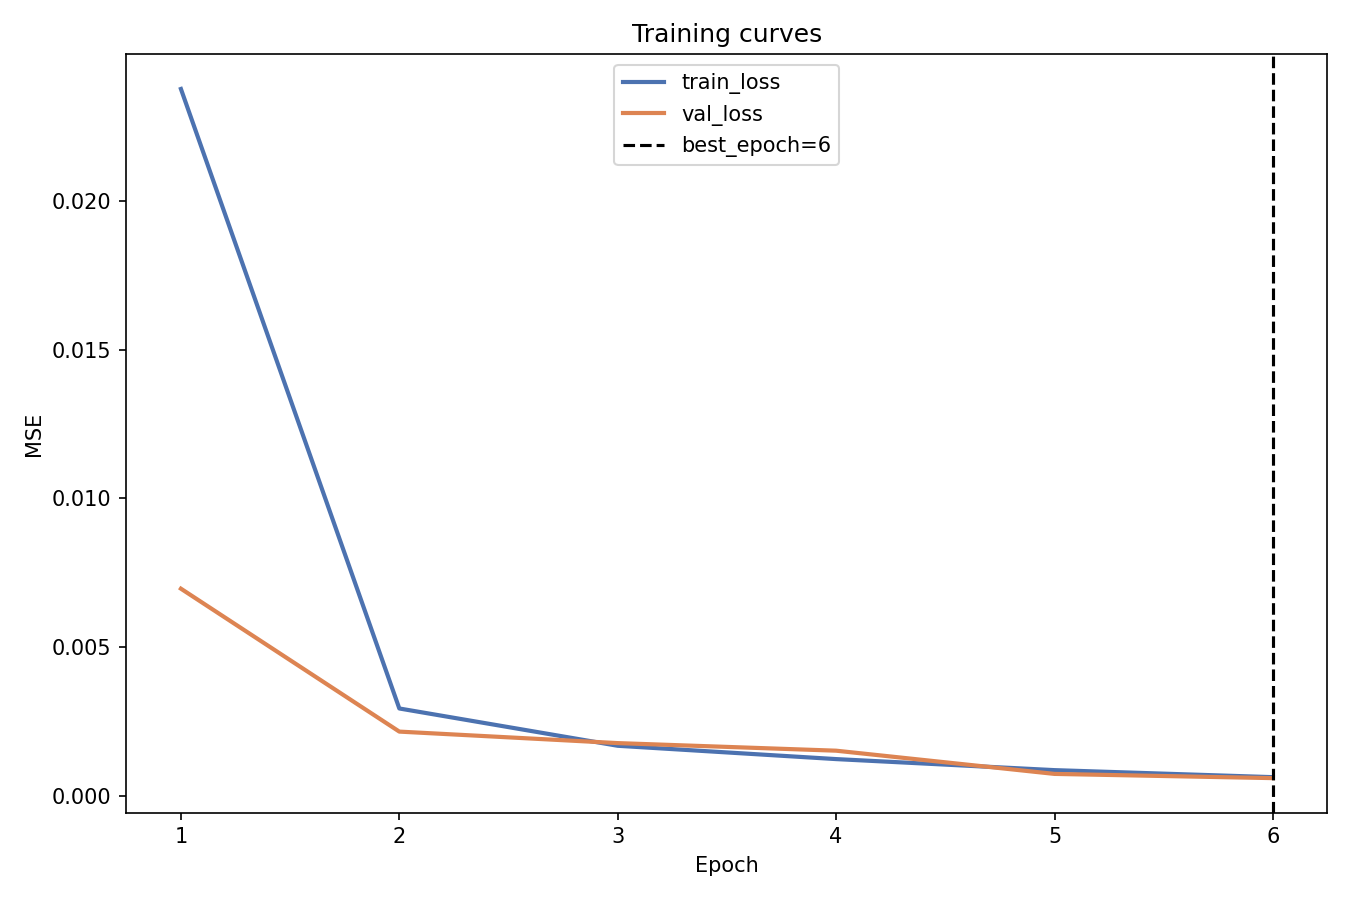 Training curves
train_loss
val_loss
best_epoch=6
MSE
0.020
0.015
0.010
0.005
0.000
1 2 3 4 5 6
Epoch